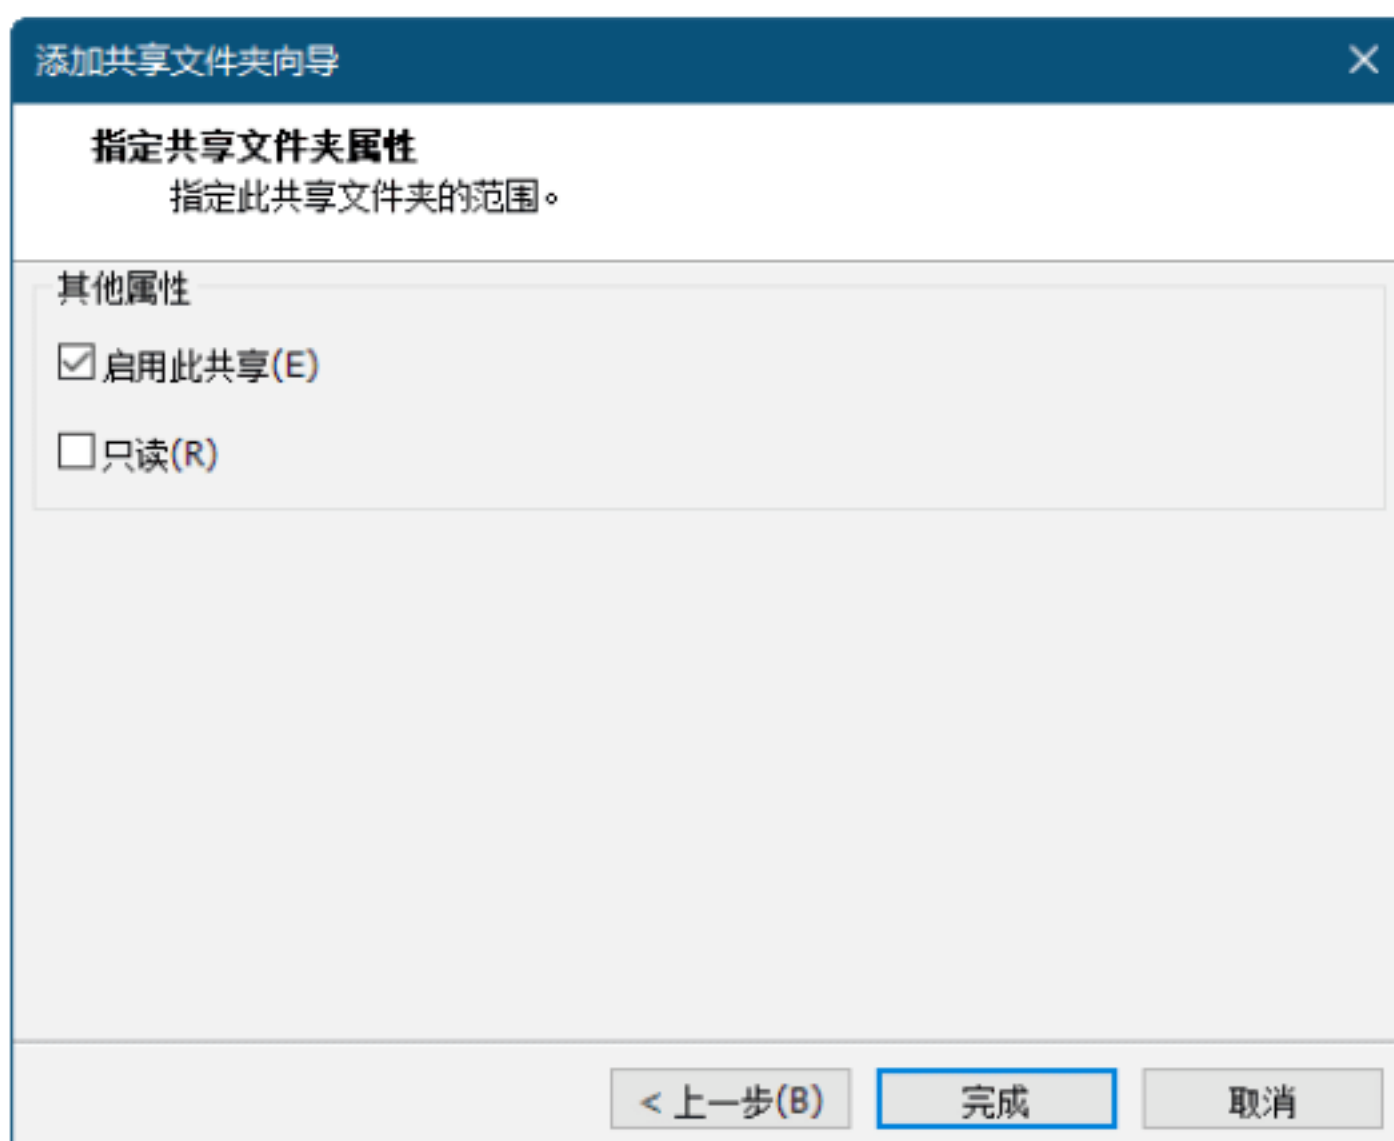 添加共享文件夹向导
指定共享文件夹属性
指定此共享文件夹的范围。
其他属性
启用此共享(E)
只读(R)
< 上一步(B) 完成 取消